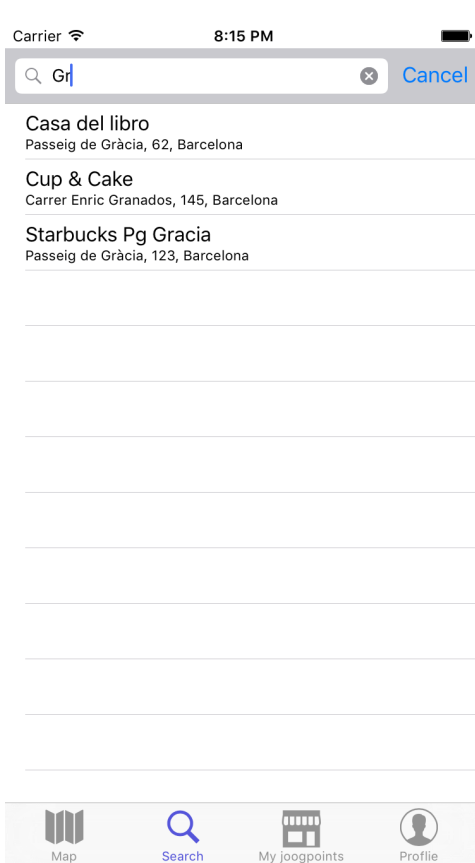 Carrier 8:15 PM
Gr Cancel
Casa del libro
Passeig de Gràcia, 62, Barcelona
Cup & Cake
Carrer Enric Granados, 145, Barcelona
Starbucks Pg Gracia
Passeig de Gràcia, 123, Barcelona
Map Search My joogpoints Proflie